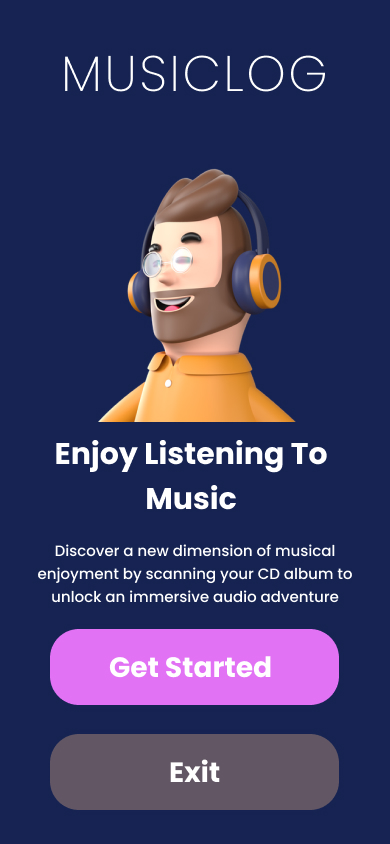 MUSICLOG
Enjoy Listening To
Music
Discover a new dimension of musical
enjoyment by scanning your CD album to
unlock an immersive audio adventure
Get Started
Exit